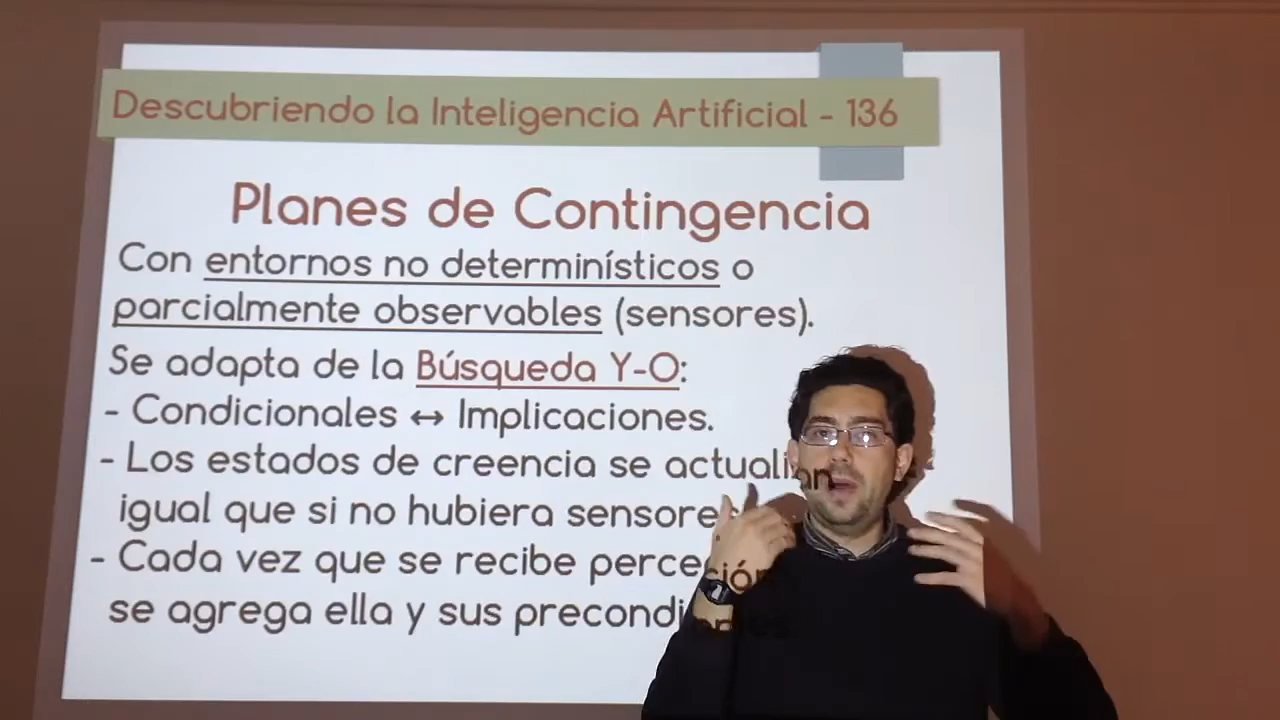 Descubriendo la Inteligencia Artificial - 136
Planes de Contingencia
Con entornos no determinísticos o
parcialmente observables (sensores).
Se adapta de la Búsqueda Y-O:
- Condicionales ↔ Implicaciones.
- Los estados de creencia se
igual que si no hubiera sensores
- Cada vez que se recibe percepción
se agrega ella y sus